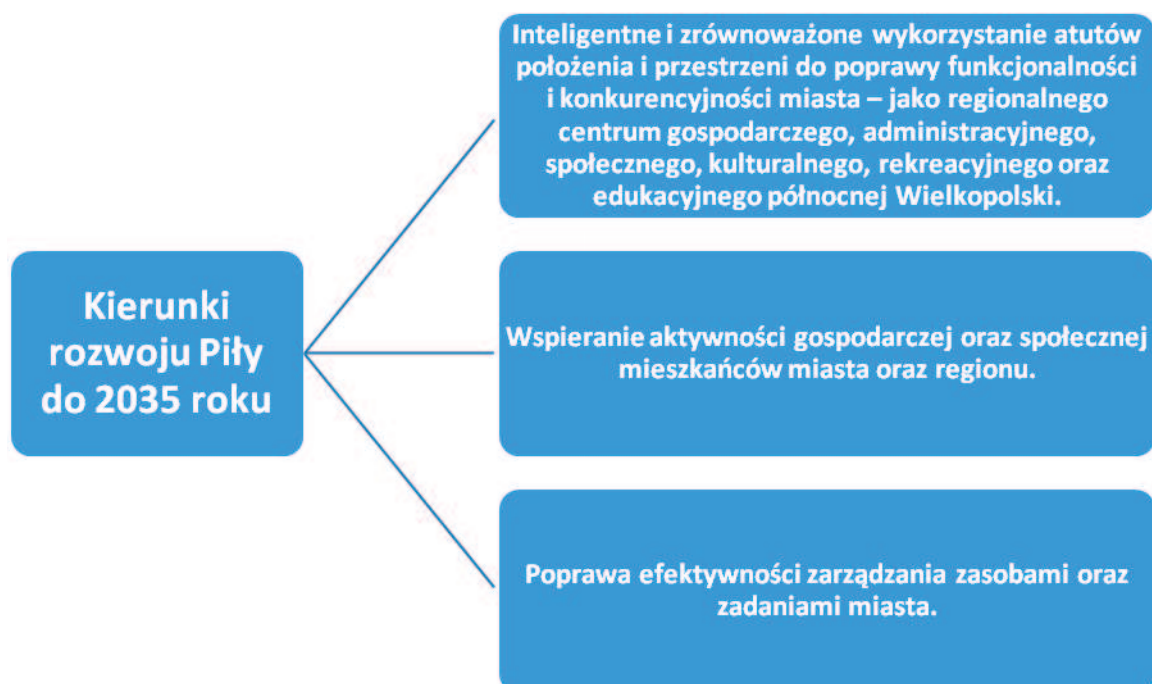 Inteligentne i zrównoważone wykorzystanie atutów
położenia i przestrzeni do poprawy funkcjonalności
i konkurencyjności miasta – jako regionalnego
centrum gospodarczego, administracyjnego,
społecznego, kulturalnego, rekreacyjnego oraz
edukacyjnego północnej Wielkopolski.
Kierunki
rozwoju Piły
do 2035 roku
Wspieranie aktywności gospodarczej oraz społecznej
mieszkańców miasta oraz regionu.
Poprawa efektywności zarządzania zasobami oraz
zadaniami miasta.